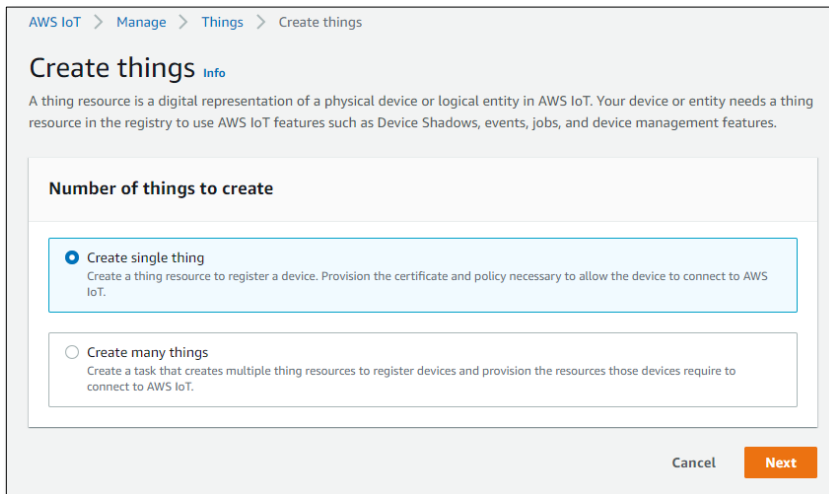 AWS IoT > Manage > Things > Create things
Create things Info
A thing resource is a digital representation of a physical device or logical entity in AWS IoT. Your device or entity needs a thing
resource in the registry to use AWS IoT features such as Device Shadows, events, jobs, and device management features.
Number of things to create
Create single thing
Create a thing resource to register a device. Provision the certificate and policy necessary to allow the device to connect to AWS
IoT.
Create many things
Create a task that creates multiple thing resources to register devices and provision the resources those devices require to
connect to AWS IoT.
Cancel Next